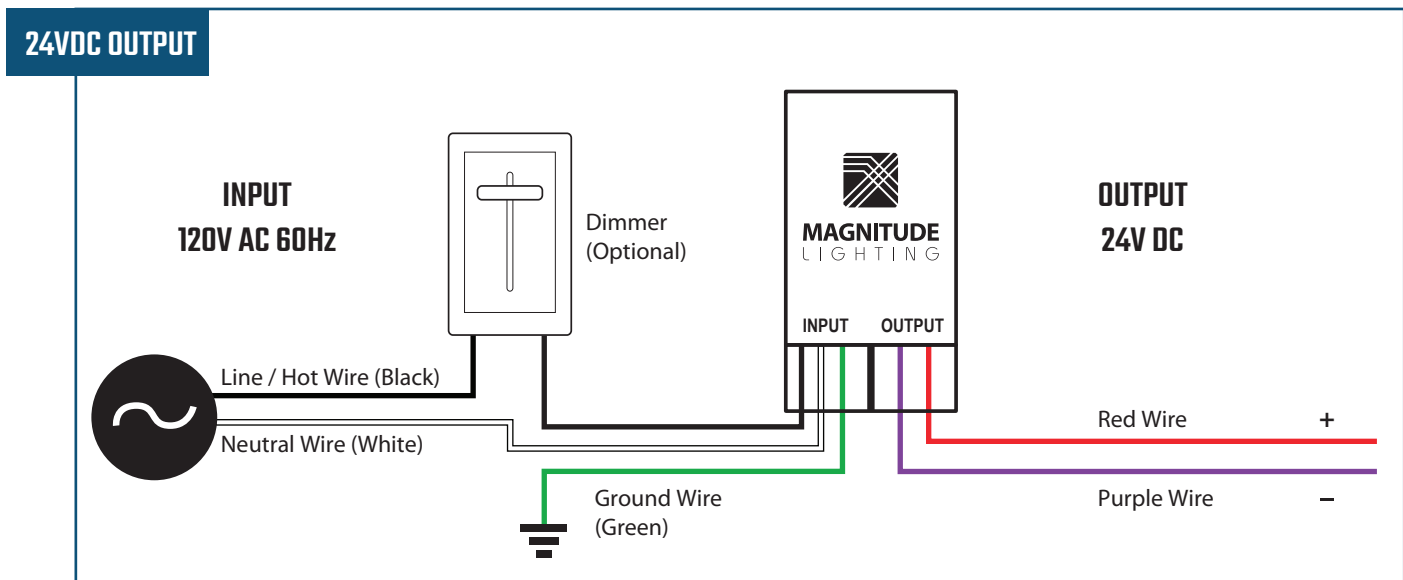 24VDC OUTPUT
INPUT
120V AC 60Hz
Dimmer
(Optional)
MAGNITUDE
LIGHTING
INPUT OUTPUT
OUTPUT
24V DC
Line / Hot Wire (Black)
Neutral Wire (White)
Ground Wire
(Green)
Red Wire +
Purple Wire –